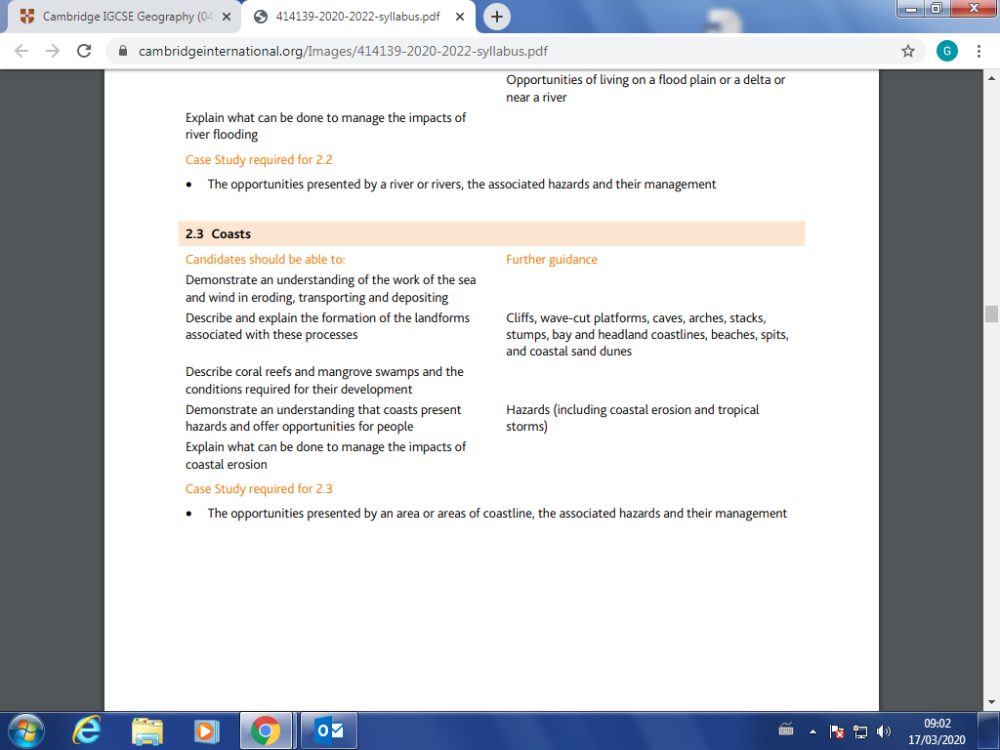 Cambridge IGCSE Geography (04
414139-2020-2022-syllabus.pdf
cambridgeinternational.org/Images/414139-2020-2022-syllabus.pdf
G
Opportunities of living on a flood plain or a delta or
near a river
Explain what can be done to manage the impacts of
river flooding
Case Study required for 2.2
• The opportunities presented by a river or rivers, the associated hazards and their management
2.3 Coasts
Candidates should be able to:
Further guidance
Demonstrate an understanding of the work of the sea
and wind in eroding, transporting and depositing
Describe and explain the formation of the landforms
associated with these processes
Cliffs, wave-cut platforms, caves, arches, stacks,
stumps, bay and headland coastlines, beaches, spits,
and coastal sand dunes
Describe coral reefs and mangrove swamps and the
conditions required for their development
Demonstrate an understanding that coasts present
hazards and offer opportunities for people
Hazards (including coastal erosion and tropical
storms)
Explain what can be done to manage the impacts of
coastal erosion
Case Study required for 2.3
• The opportunities presented by an area or areas of coastline, the associated hazards and their management
09:02
17/03/2020